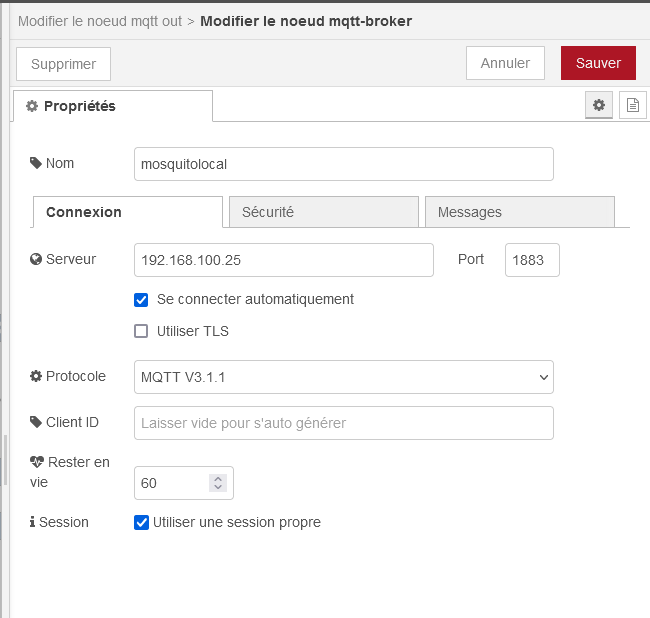 Modifier le noeud mqtt out > Modifier le noeud mqtt-broker
Supprimer Annuler Sauver
Propriétés
Nom mosquitolocal
Connexion Sécurité Messages
Serveur 192.168.100.25 Port 1883
Se connecter automatiquement
Utiliser TLS
Protocole MQTT V3.1.1
Client ID Laisser vide pour s'auto générer
Rester en
vie 60
Session Utiliser une session propre